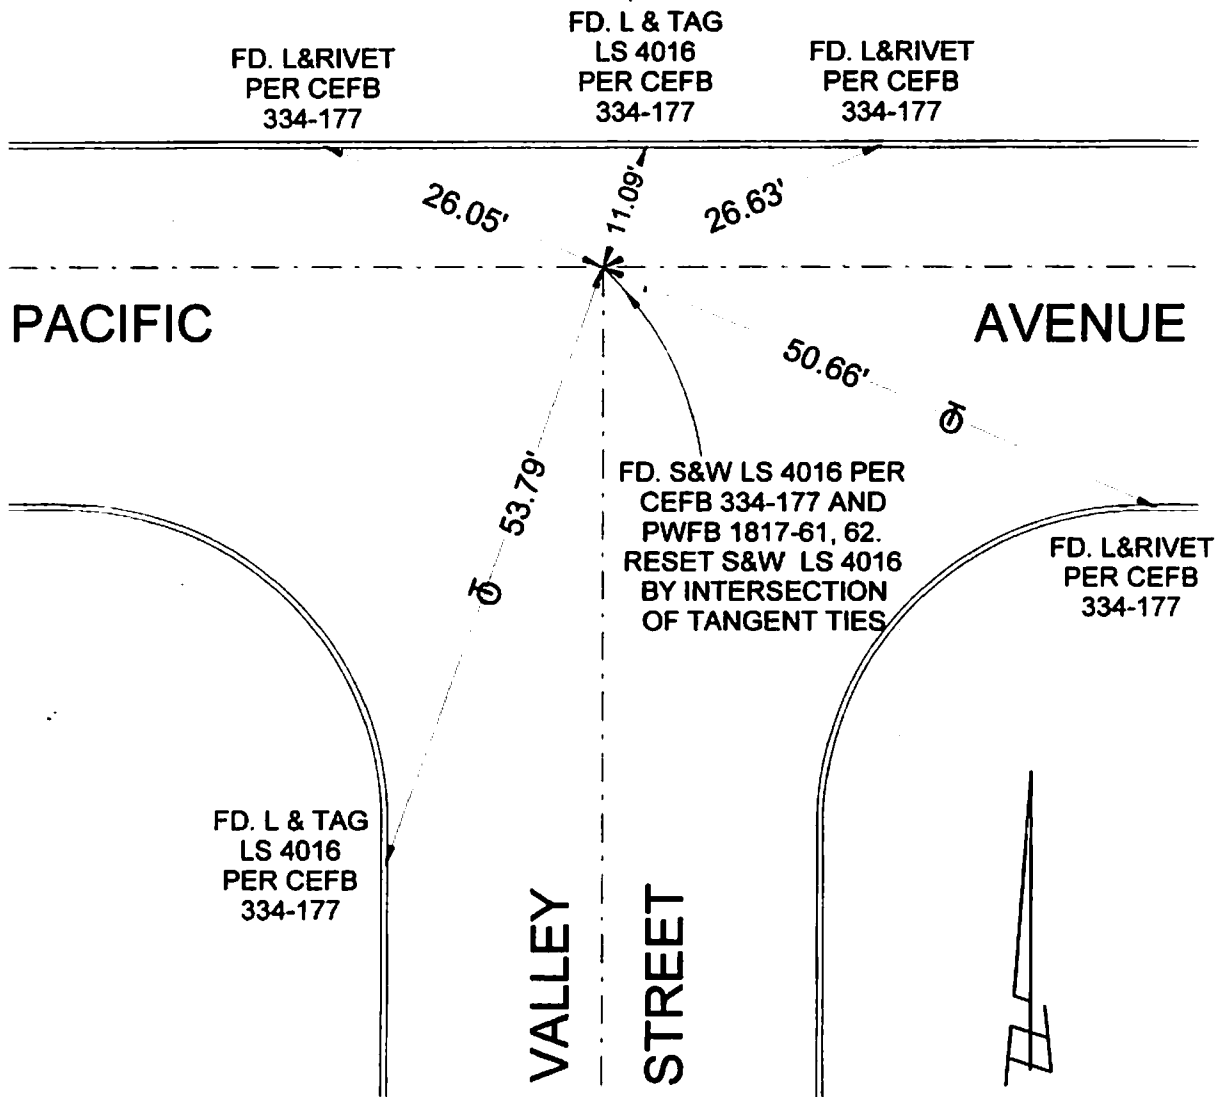 FD. L & TAG
LS 4016
PER CEFB
334-177
FD. L&RIVET
PER CEFB
334-177
FD. L&RIVET
PER CEFB
334-177
26.05'
11.09'
26.63'
PACIFIC
AVENUE
50.66'
53.79'
FD. S&W LS 4016 PER
CEFB 334-177 AND
PWFB 1817-61, 62.
RESET S&W LS 4016
BY INTERSECTION
OF TANGENT TIES
FD. L&RIVET
PER CEFB
334-177
FD. L & TAG
LS 4016
PER CEFB
334-177
VALLEY
STREET